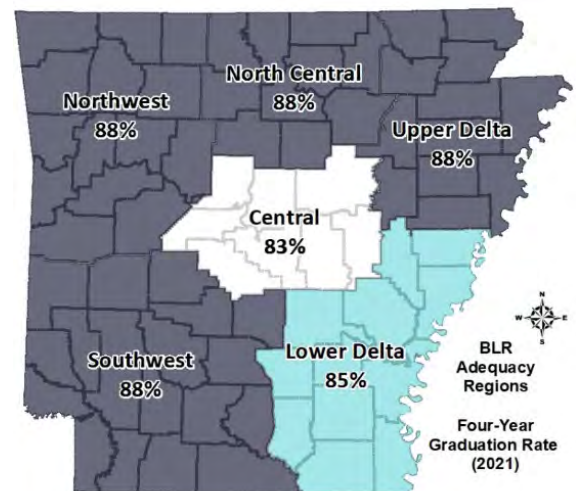 North Central
88%
Northwest
88%
Upper Delta
88%
Central
83%
Lower Delta
85%
Southwest
88%
N
W
E
S
BLR
Adequacy
Regions
Four-Year
Graduation Rate
(2021)